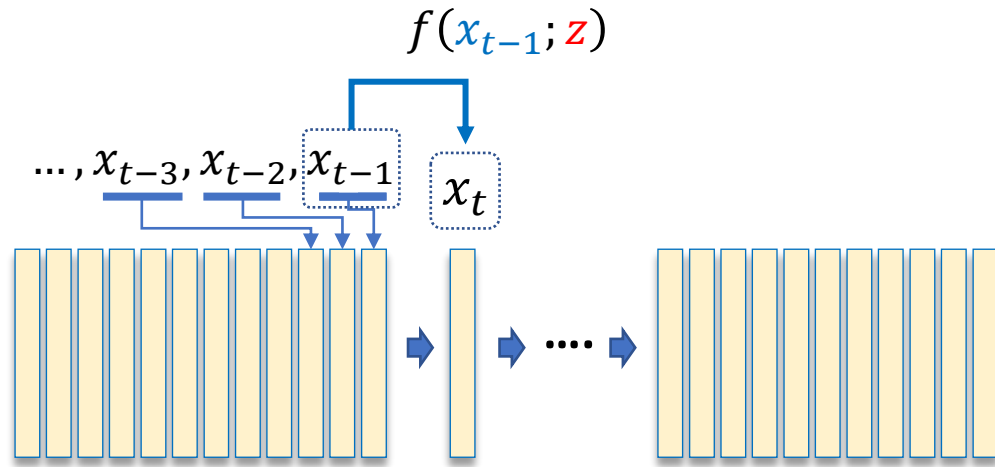 f(x_{t−1}; z)
…, x_{t−3}, x_{t−2}, x_{t−1}
x_t
....